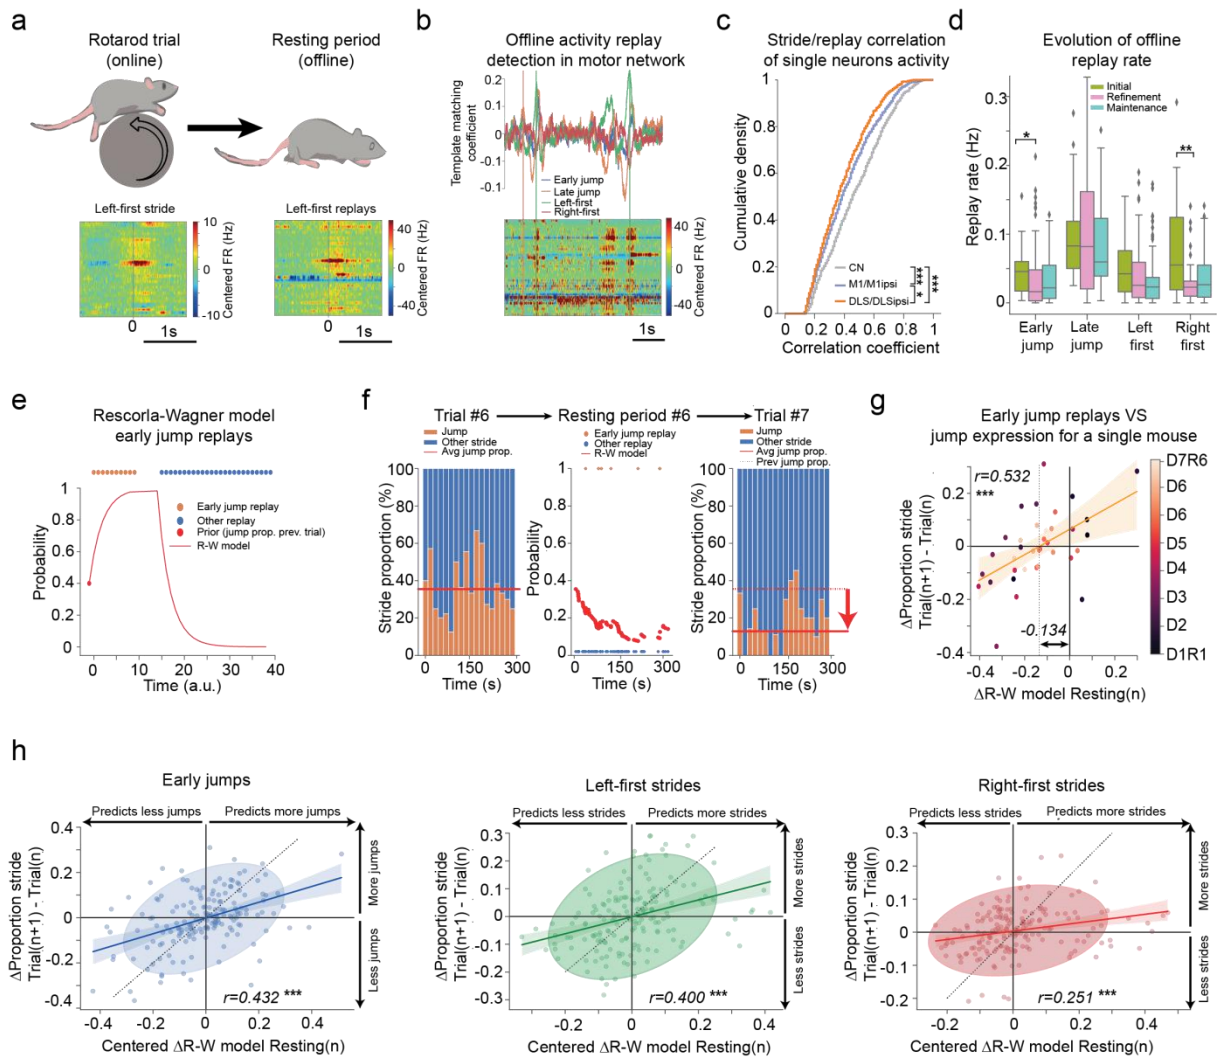 a
Rotarod trial
(online)
Resting period
(offline)
Left-first stride
10
0
-10
Centered FR (Hz)
0
1s
Left-first replays
40
0
-40
Centered FR (Hz)
0
1s
b
Offline activity replay
detection in motor network
Template matching
coefficient
0.2
0.1
0
-0.1
Early jump
Late jump
Left-first
Right-first
40
0
-40
Centered FR (Hz)
1s
c
Stride/replay correlation
of single neurons activity
Cumulative density
1
0.8
0.6
0.4
0.2
0
CN
M1/M1ipsi
DLS/DLSipsi
***
*
***
0 0.2 0.4 0.6 0.8 1
Correlation coefficient
d
Evolution of offline
replay rate
Replay rate (Hz)
0.3
0.2
0.1
0
Initial
Refinement
Maintenance
*
**
Early
jump
Late
jump
Left
first
Right
first
e
Rescorla-Wagner model
early jump replays
Probability
1
0.8
0.6
0.4
0.2
0
Early jump replay
Other replay
Prior (jump prop. prev. trial)
R-W model
0 10 20 30 40
Time (a.u.)
f
Trial #6
Resting period #6
Trial #7
Jump
Other stride
Avg jump prop.
Stride proportion (%)
100
80
60
40
20
0
0 150 300
Time (s)
Early jump replay
Other replay
R-W model
Probability
1
0.8
0.6
0.4
0.2
0
0 150 300
Time (s)
Jump
Other stride
Avg jump prop.
Prev jump prop.
Stride proportion (%)
100
80
60
40
20
0
0 150 300
Time (s)
g
Early jump replays VS
jump expression for a single mouse
r=0.532
***
ΔProportion stride
Trial(n+1) - Trial(n)
0.2
0
-0.2
-0.4
-0.134
-0.4 -0.2 0 0.2
ΔR-W model Resting(n)
D7R6
D6
D6
D5
D4
D3
D2
D1R1
h
Early jumps
Predicts less jumps
Predicts more jumps
More jumps
Less jumps
ΔProportion stride
Trial(n+1) - Trial(n)
0.4
0.2
0
-0.2
-0.4
r=0.432 ***
-0.4 -0.2 0 0.2 0.4
Centered ΔR-W model Resting(n)
Left-first strides
Predicts less strides
Predicts more strides
More strides
Less strides
ΔProportion stride
Trial(n+1) - Trial(n)
0.3
0.2
0.1
0
-0.1
-0.2
-0.3
r=0.400 ***
-0.4 -0.2 0 0.2 0.4
Centered ΔR-W model Resting(n)
Right-first strides
Predicts less strides
Predicts more strides
More strides
Less strides
ΔProportion stride
Trial(n+1) - Trial(n)
0.3
0.2
0.1
0
-0.1
-0.2
r=0.251 ***
-0.2 0 0.2 0.4
Centered ΔR-W model Resting(n)